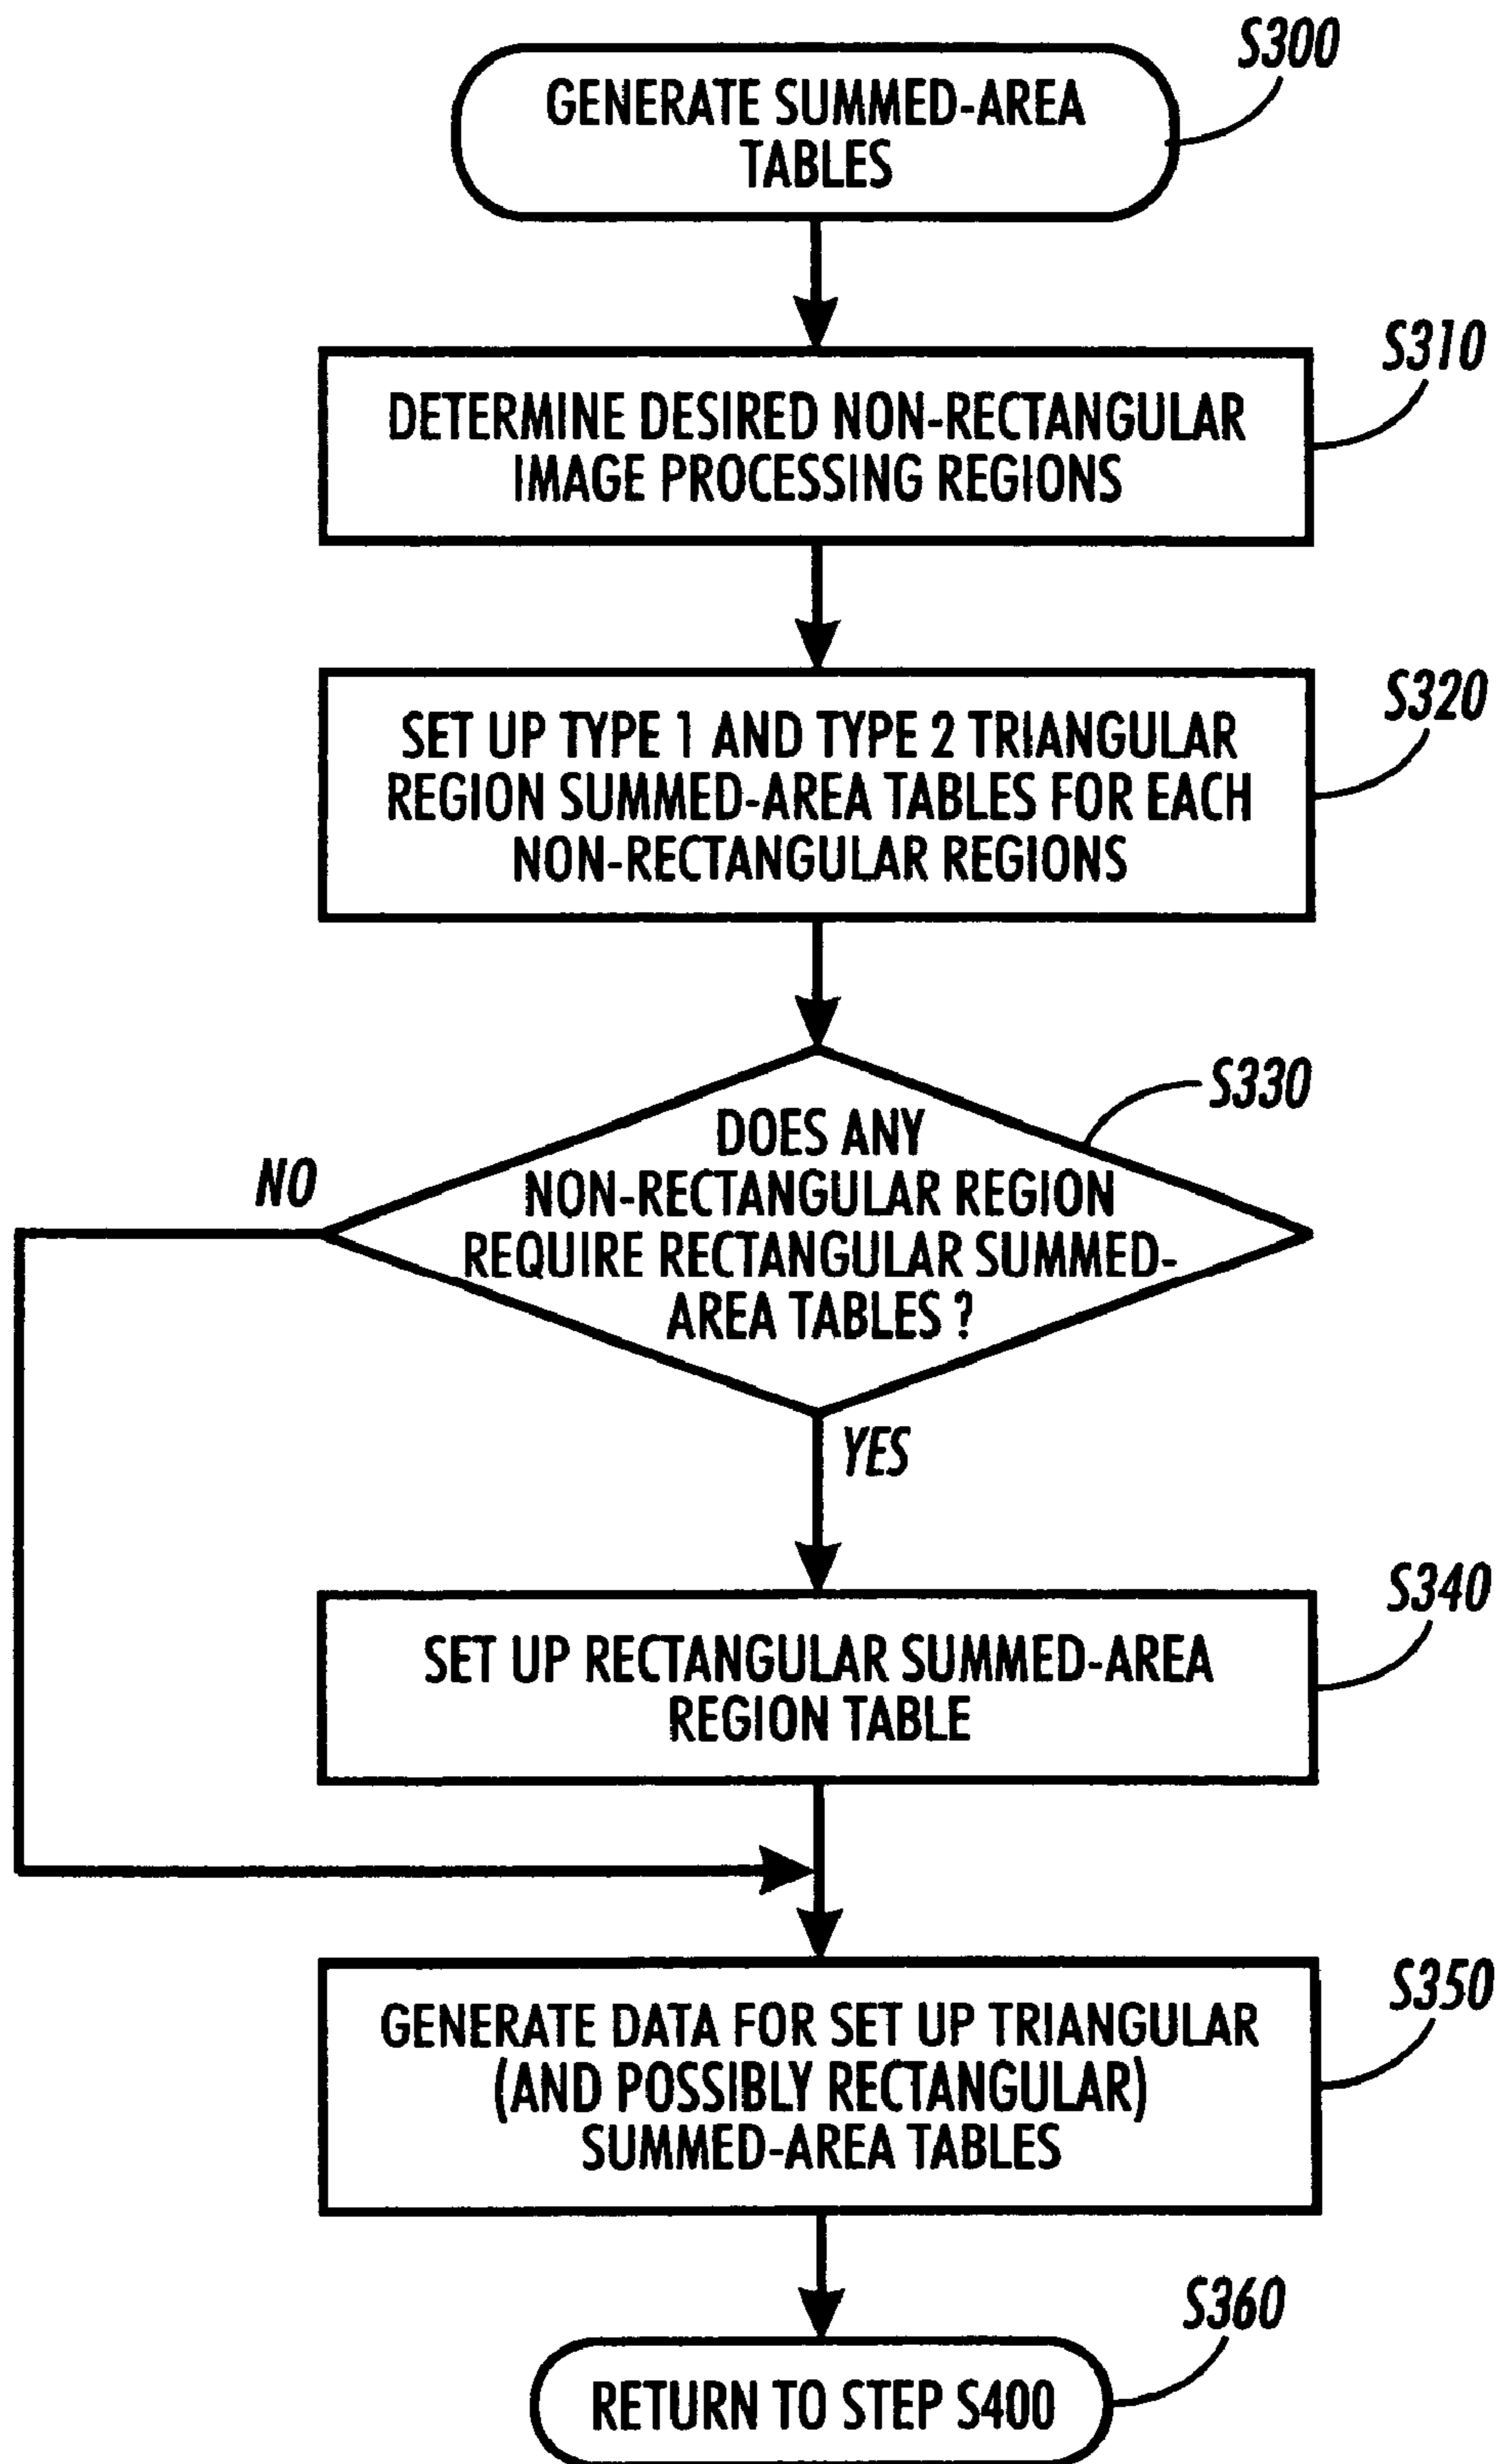 S300
GENERATE SUMMED-AREA
TABLES
S310
DETERMINE DESIRED NON-RECTANGULAR
IMAGE PROCESSING REGIONS
S320
SET UP TYPE 1 AND TYPE 2 TRIANGULAR
REGION SUMMED-AREA TABLES FOR EACH
NON-RECTANGULAR REGIONS
S330
DOES ANY
NON-RECTANGULAR REGION
REQUIRE RECTANGULAR SUMMED-
AREA TABLES ?
NO
YES
S340
SET UP RECTANGULAR SUMMED-AREA
REGION TABLE
S350
GENERATE DATA FOR SET UP TRIANGULAR
(AND POSSIBLY RECTANGULAR)
SUMMED-AREA TABLES
S360
RETURN TO STEP S400